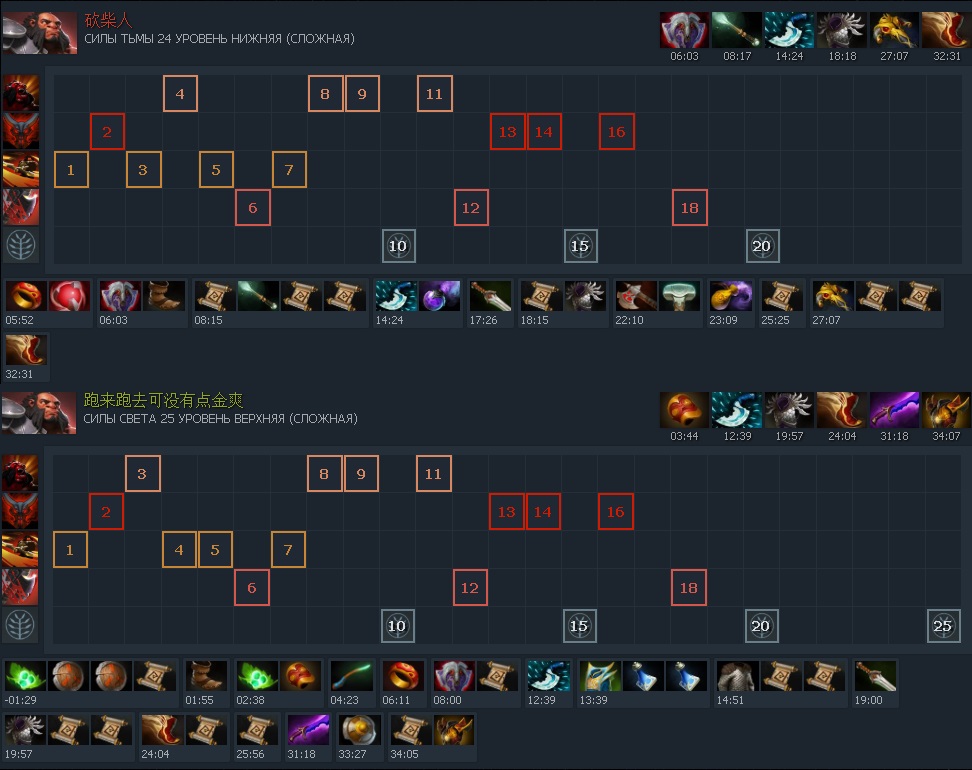 砍柴人
СИЛЫ ТЬМЫ 24 УРОВЕНЬ НИЖНЯЯ (СЛОЖНАЯ)
06:03 08:17 14:24 18:18 27:07 32:31
4 8 9 11
2 13 14 16
1 3 5 7
6 12 18
10 15 20
05:52 06:03 08:15 14:24 17:26 18:15 22:10 23:09 25:25 27:07
32:31
跑来跑去可没有点金爽
СИЛЫ СВЕТА 25 УРОВЕНЬ ВЕРХНЯЯ (СЛОЖНАЯ)
03:44 12:39 19:57 24:04 31:18 34:07
3 8 9 11
2 13 14 16
1 4 5 7
6 12 18
10 15 20 25
-01:29 01:55 02:38 04:23 06:11 08:00 12:39 13:39 14:51 19:00
19:57 24:04 25:56 31:18 33:27 34:05